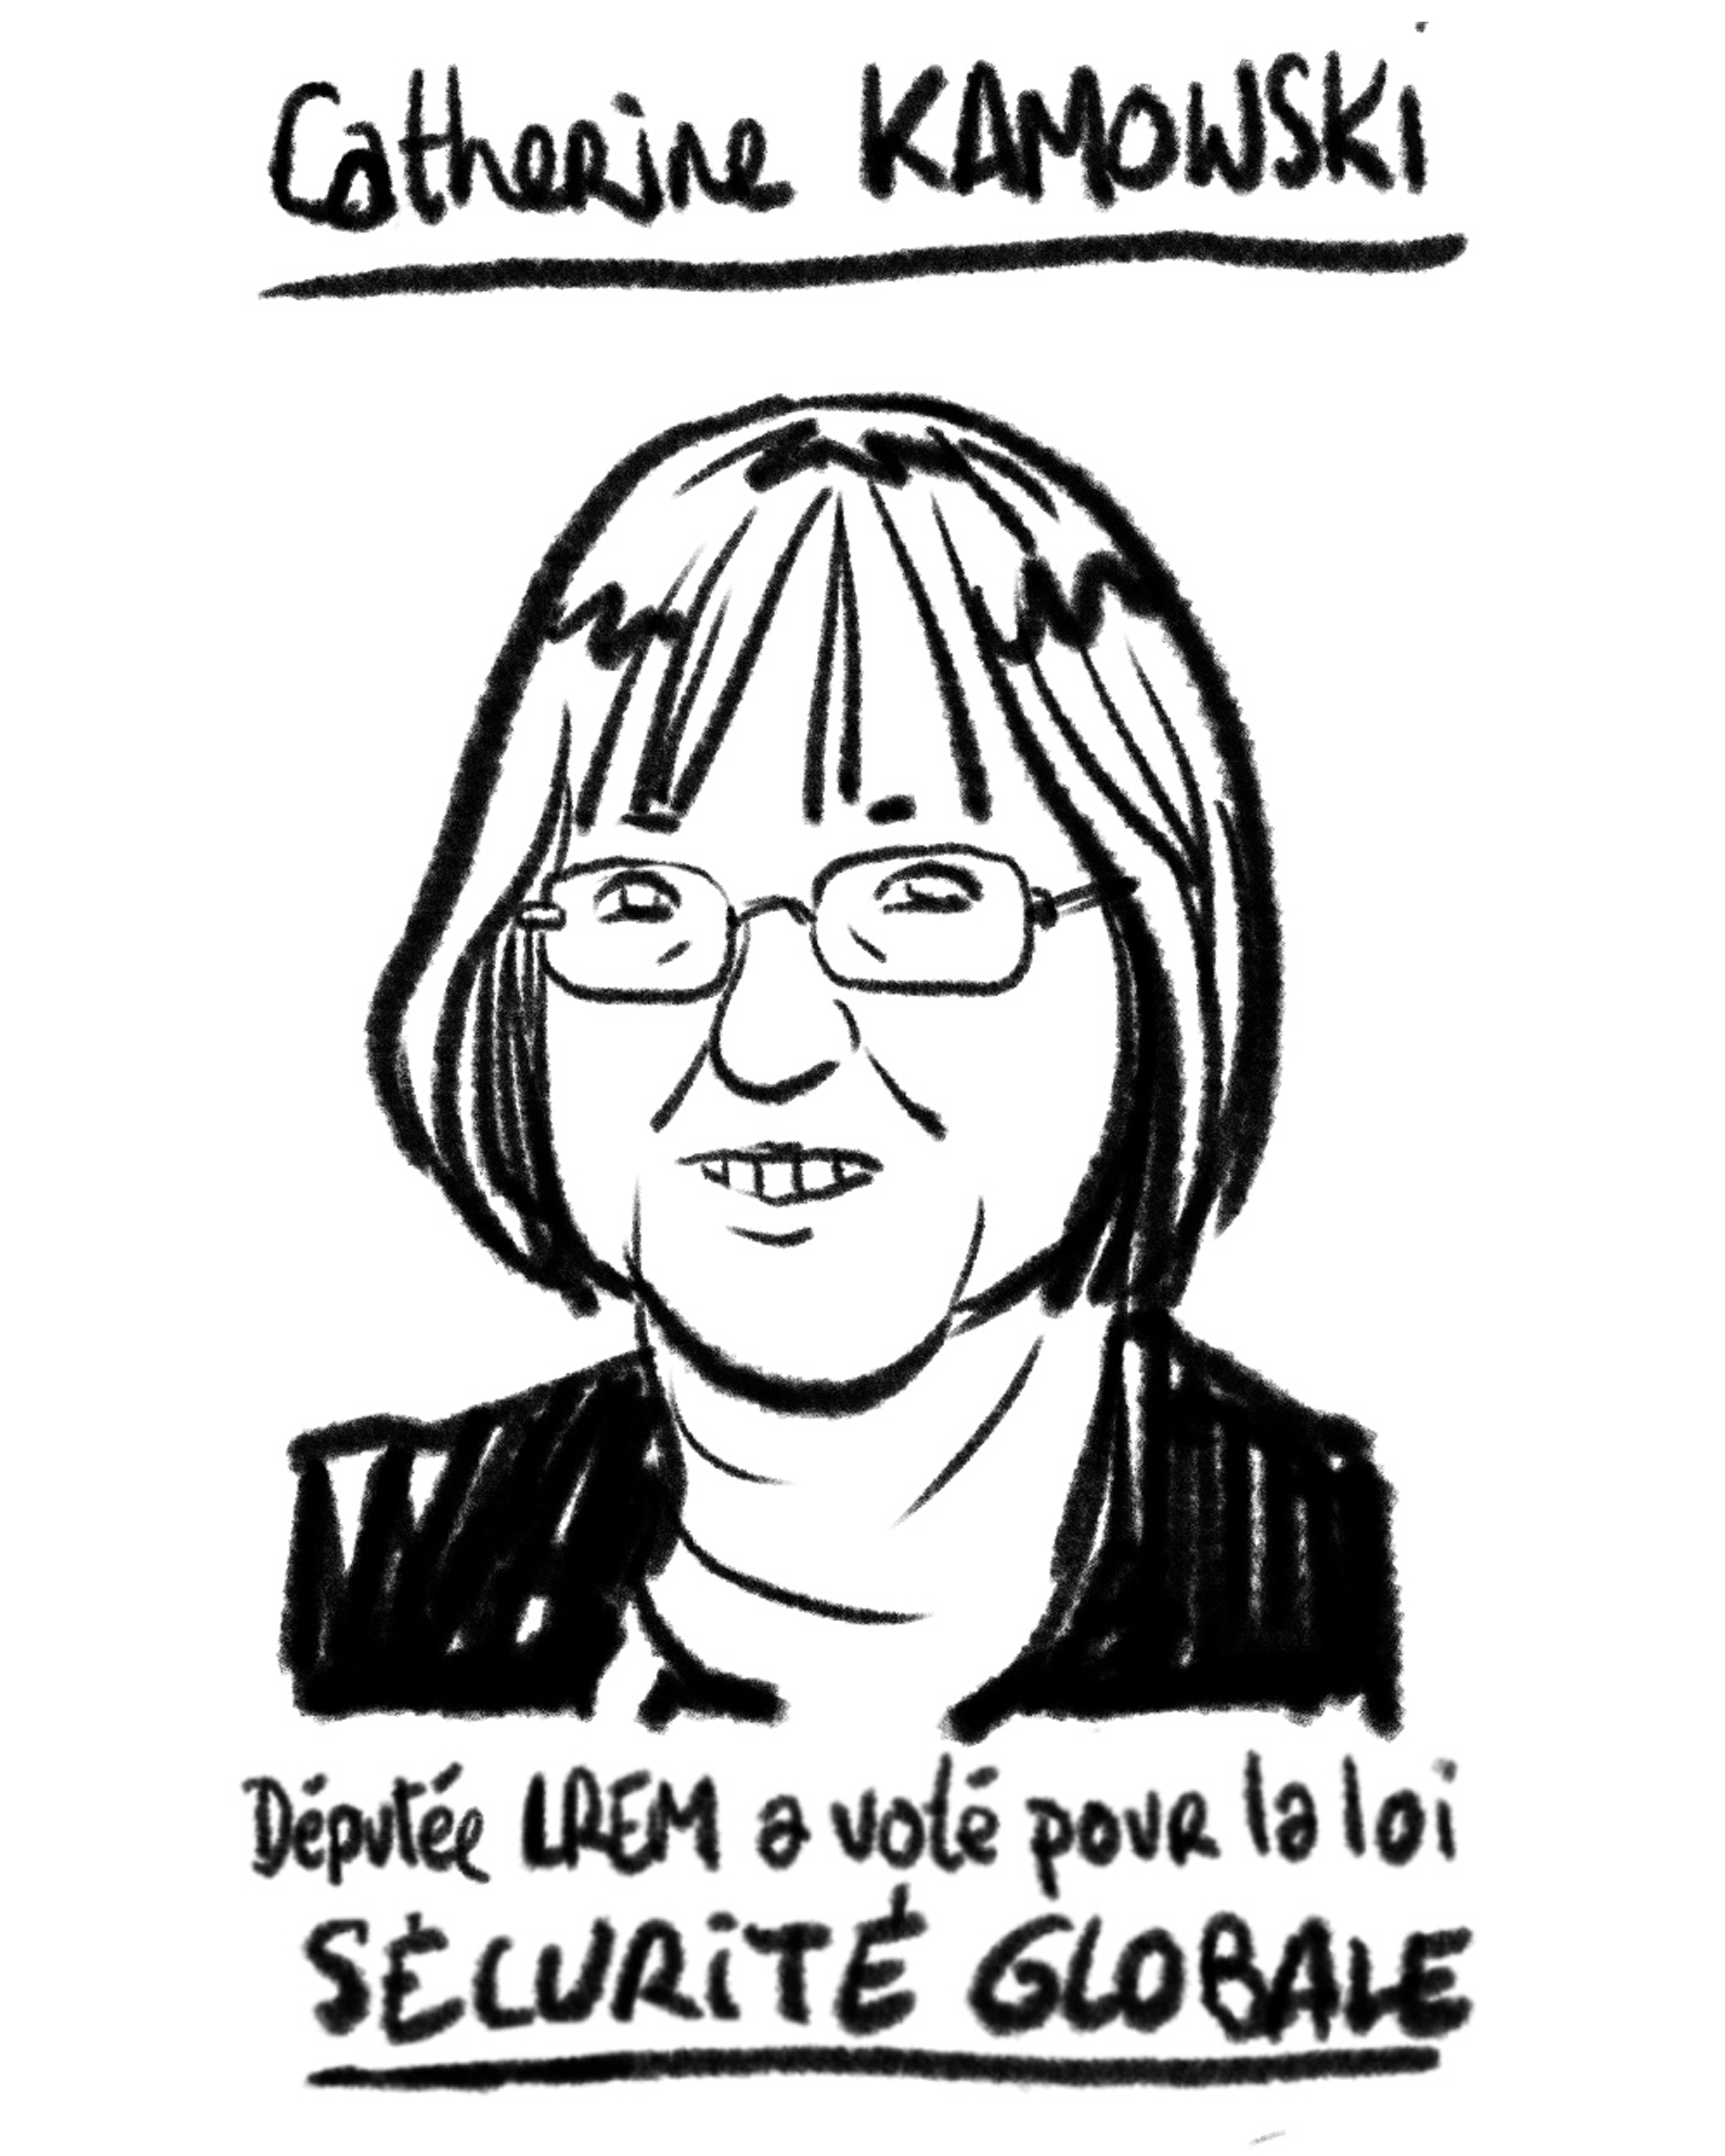 Catherine KAMOWSKI
Députée LREM a voté pour la loi
SÉCURITÉ GLOBALE